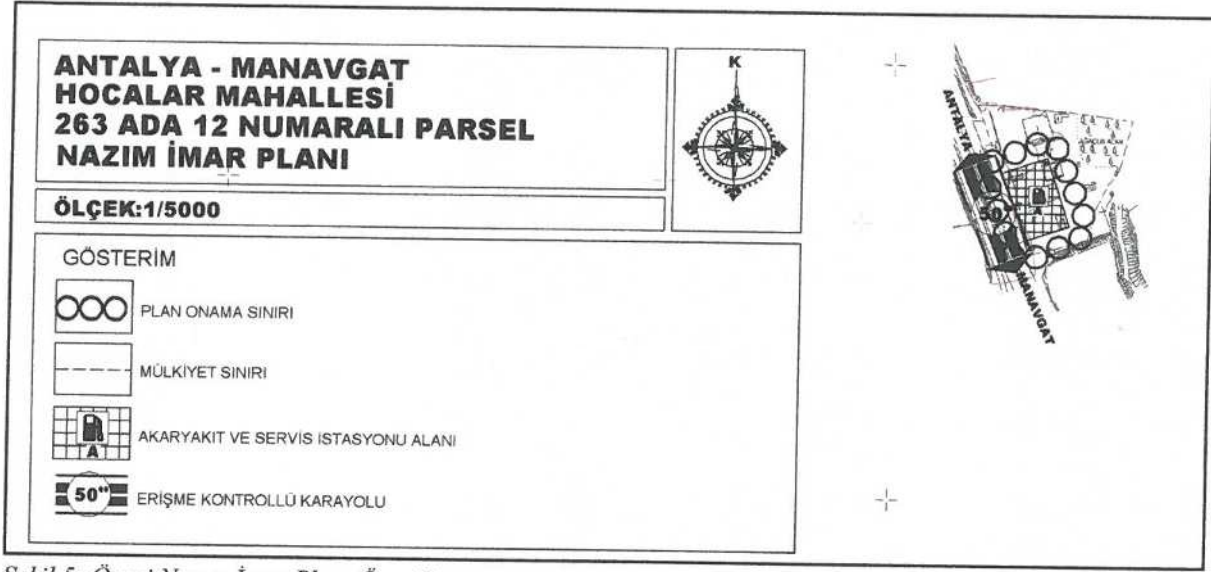 ANTALYA - MANAVGAT
HOCALAR MAHALLESİ
263 ADA 12 NUMARALI PARSEL
NAZIM İMAR PLANI
ÖLÇEK:1/5000
K
GÖSTERİM
PLAN ONAMA SINIRI
MÜLKİYET SINIRI
A
AKARYAKIT VE SERVİS İSTASYONU ALANI
50"
ERİŞME KONTROLLÜ KARAYOLU
ANTALYA
50"
A
MANAVGAT